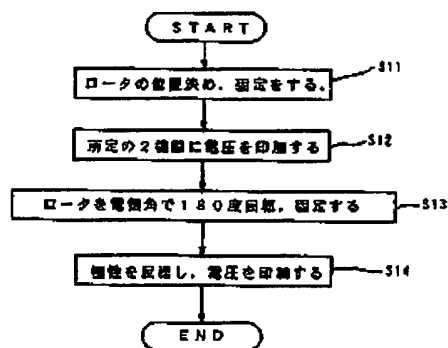 START
S11
ロータの位置決め，固定をする。
S12
所定の2相間に電圧を印加する
S13
ロータを電気角で180度回転，固定する
S14
極性を反転し，電圧を印加する
END